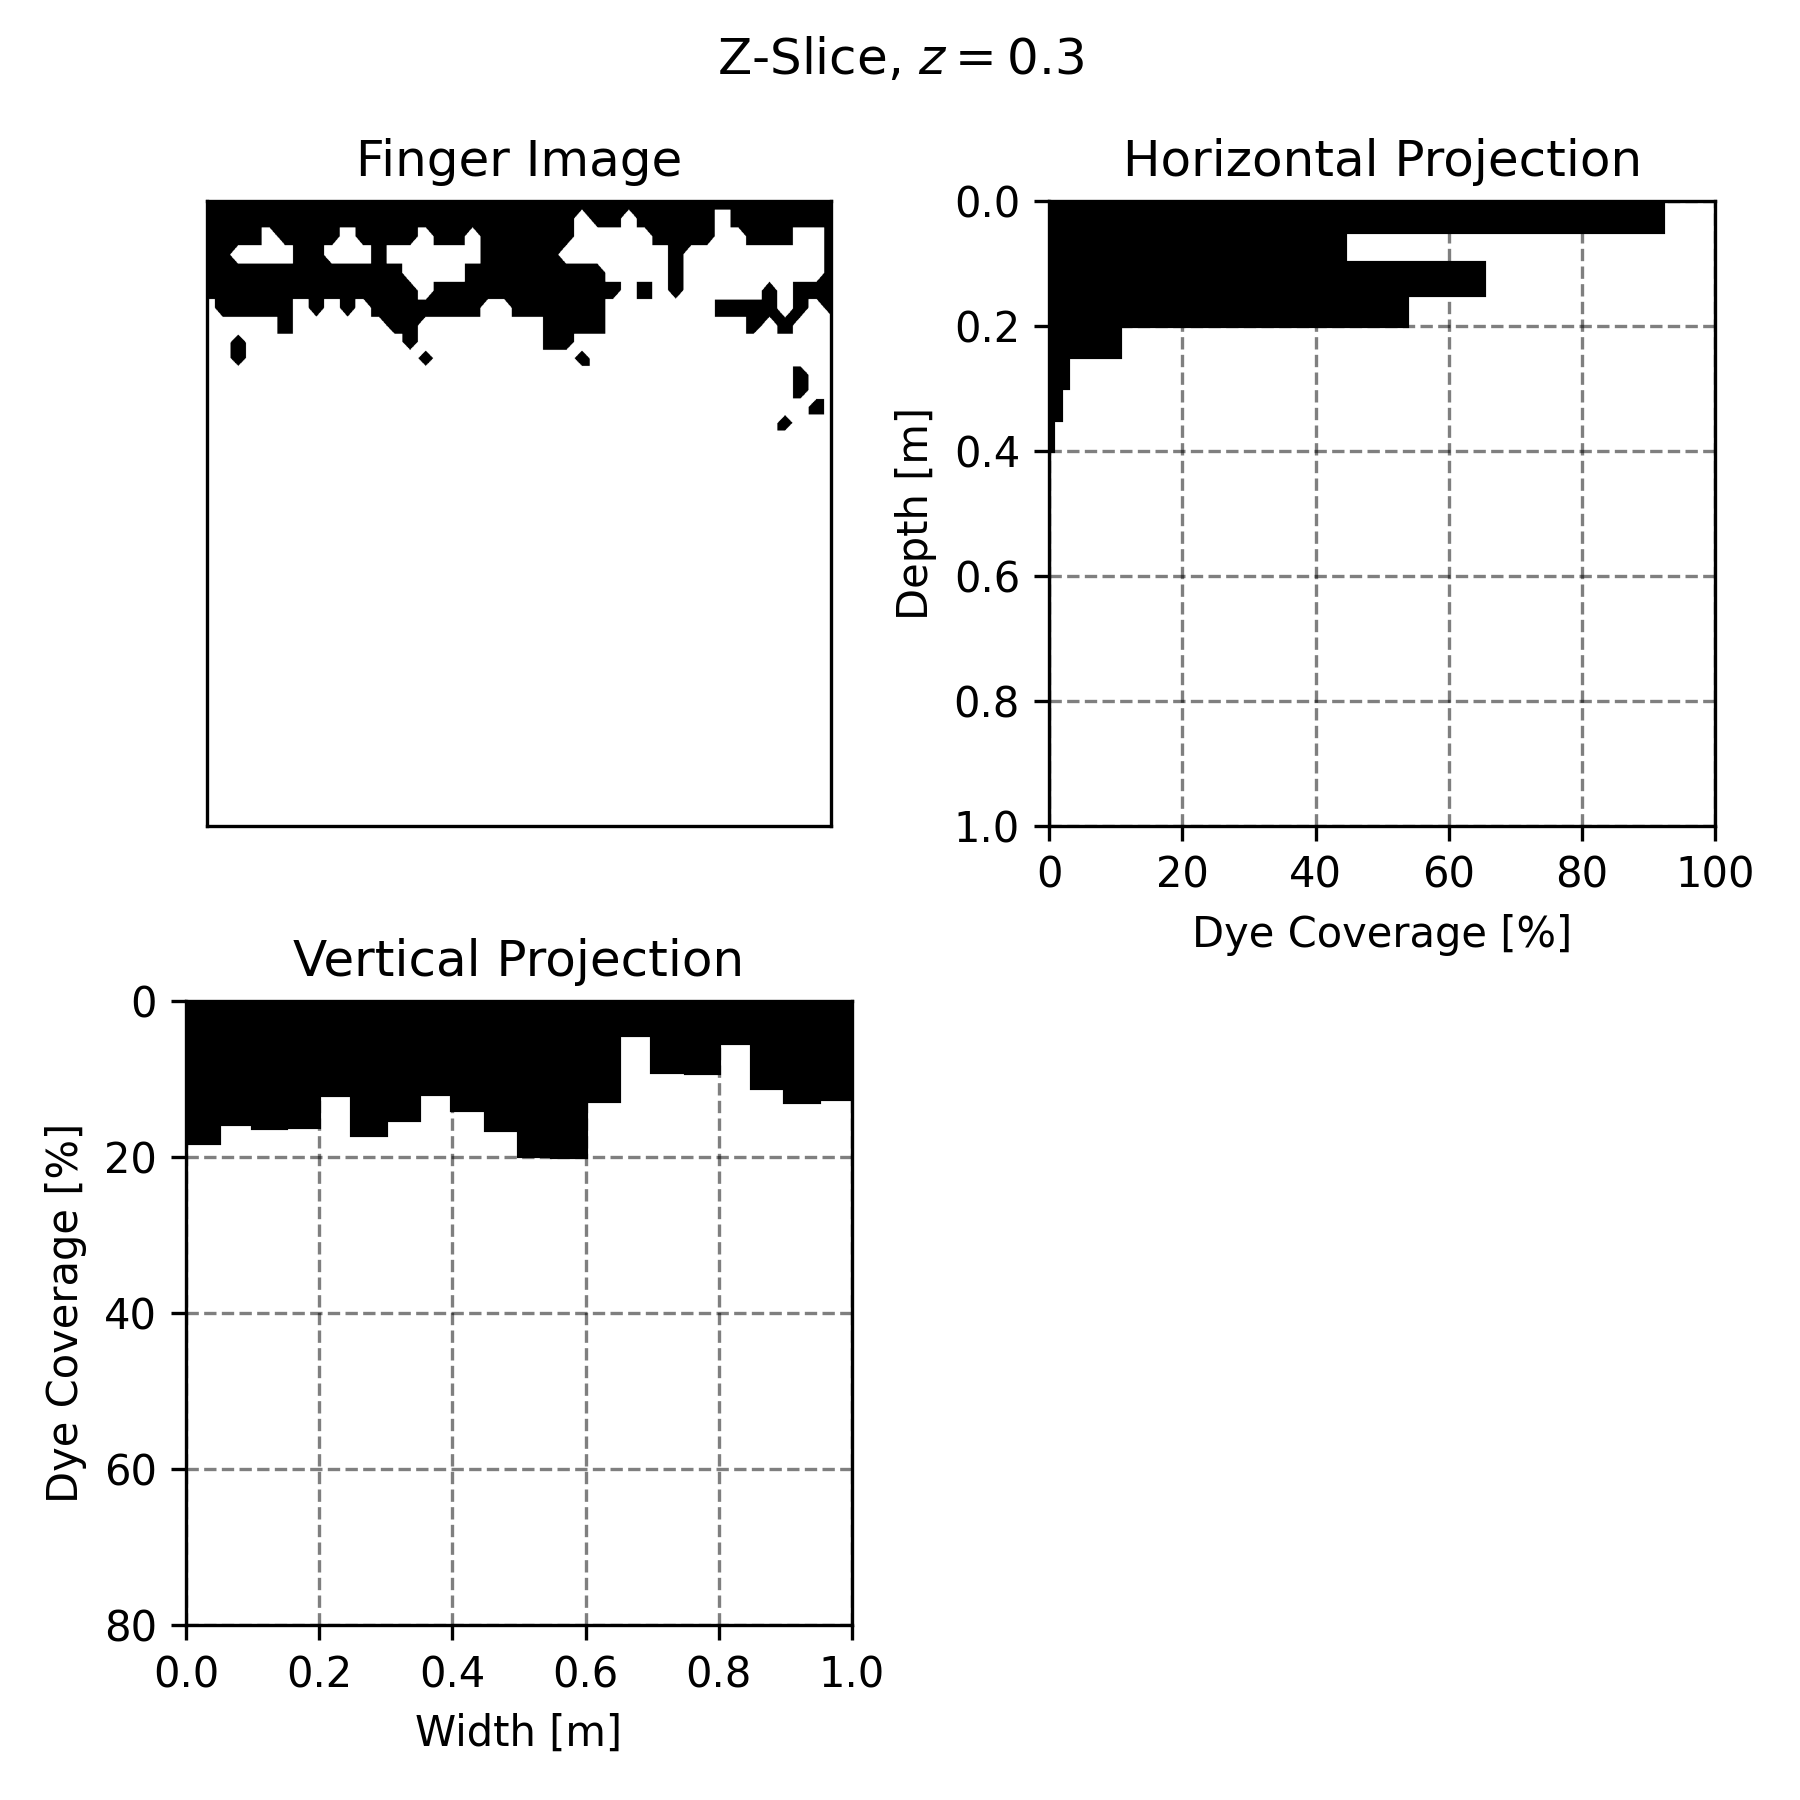 Z-Slice, z = 0.3
Finger Image
Horizontal Projection
0.0
0.2
0.4
0.6
0.8
1.0
Depth [m]
0 20 40 60 80 100
Dye Coverage [%]
Vertical Projection
0
20
40
60
80
Dye Coverage [%]
0.0 0.2 0.4 0.6 0.8 1.0
Width [m]